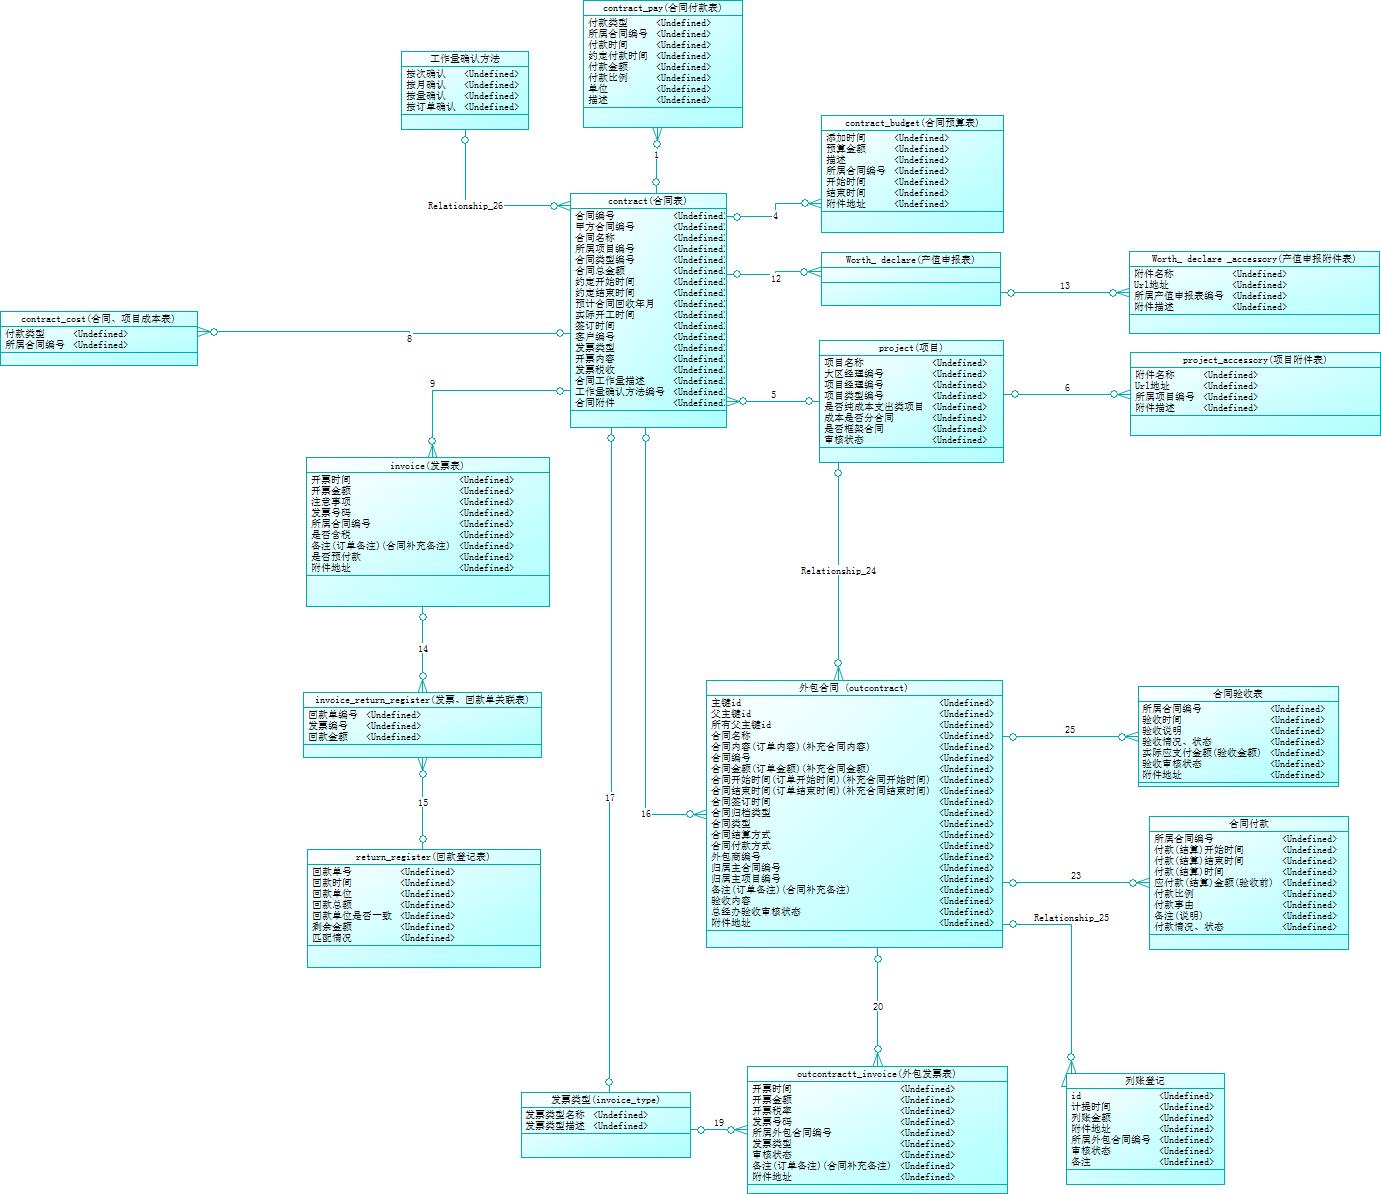 contract_pay(合同付款表)
付款类型 <Undefined>
所属合同编号 <Undefined>
付款时间 <Undefined>
约定付款时间 <Undefined>
付款金额 <Undefined>
付款比例 <Undefined>
单位 <Undefined>
描述 <Undefined>
工作量确认方法
按次确认 <Undefined>
按月确认 <Undefined>
按量确认 <Undefined>
按订单确认 <Undefined>
1
Relationship_26
contract_budget(合同预算表)
添加时间 <Undefined>
预算金额 <Undefined>
描述 <Undefined>
所属合同编号 <Undefined>
开始时间 <Undefined>
结束时间 <Undefined>
附件地址 <Undefined>
contract(合同表)
合同编号 <Undefined>
甲方合同编号 <Undefined>
合同名称 <Undefined>
所属项目编号 <Undefined>
合同类型编号 <Undefined>
合同总金额 <Undefined>
约定开始时间 <Undefined>
约定结束时间 <Undefined>
预计合同回收年月 <Undefined>
实际开工时间 <Undefined>
签订时间 <Undefined>
客户编号 <Undefined>
发票类型 <Undefined>
开票内容 <Undefined>
发票税收 <Undefined>
合同工作量描述 <Undefined>
工作量确认方法编号 <Undefined>
合同附件 <Undefined>
4
12
Worth_ declare(产值申报表)
13
Worth_ declare _accessory(产值申报附件表)
附件名称 <Undefined>
Url地址 <Undefined>
所属产值申报表编号 <Undefined>
附件描述 <Undefined>
contract_cost(合同、项目成本表)
付款类型 <Undefined>
所属合同编号 <Undefined>
8
9
5
project(项目)
项目名称 <Undefined>
大区经理编号 <Undefined>
项目经理编号 <Undefined>
项目类型编号 <Undefined>
是否纯成本支出类项目 <Undefined>
成本是否分合同 <Undefined>
是否框架合同 <Undefined>
审核状态 <Undefined>
6
project_accessory(项目附件表)
附件名称 <Undefined>
Url地址 <Undefined>
所属项目编号 <Undefined>
附件描述 <Undefined>
invoice(发票表)
开票时间 <Undefined>
开票金额 <Undefined>
注意事项 <Undefined>
发票号码 <Undefined>
所属合同编号 <Undefined>
是否含税 <Undefined>
备注(订单备注)(合同补充备注) <Undefined>
是否预付款 <Undefined>
附件地址 <Undefined>
Relationship_24
14
invoice_return_register(发票、回款单关联表)
回款单编号 <Undefined>
发票编号 <Undefined>
回款金额 <Undefined>
15
return_register(回款登记表)
回款单号 <Undefined>
回款时间 <Undefined>
回款单位 <Undefined>
回款总额 <Undefined>
回款单位是否一致 <Undefined>
剩余金额 <Undefined>
匹配情况 <Undefined>
17
16
外包合同 (outcontract)
主键id <Undefined>
父主键id <Undefined>
所有父主键id <Undefined>
合同名称 <Undefined>
合同内容(订单内容)(补充合同内容) <Undefined>
合同编号 <Undefined>
合同金额(订单金额)(补充合同金额) <Undefined>
合同开始时间(订单开始时间)(补充合同开始时间) <Undefined>
合同结束时间(订单结束时间)(补充合同结束时间) <Undefined>
合同签订时间 <Undefined>
合同归档类型 <Undefined>
合同类型 <Undefined>
合同结算方式 <Undefined>
合同付款方式 <Undefined>
外包商编号 <Undefined>
归属主合同编号 <Undefined>
归属主项目编号 <Undefined>
备注(订单备注)(合同补充备注) <Undefined>
验收内容 <Undefined>
总经办验收审核状态 <Undefined>
附件地址 <Undefined>
25
合同验收表
所属合同编号 <Undefined>
验收时间 <Undefined>
验收说明 <Undefined>
验收情况、状态 <Undefined>
实际应支付金额(验收金额) <Undefined>
验收审核状态 <Undefined>
附件地址 <Undefined>
23
合同付款
所属合同编号 <Undefined>
付款(结算)开始时间 <Undefined>
付款(结算)结束时间 <Undefined>
付款(结算)时间 <Undefined>
应付款(结算)金额(验收前) <Undefined>
付款比例 <Undefined>
付款事由 <Undefined>
备注(说明) <Undefined>
付款情况、状态 <Undefined>
Relationship_25
20
发票类型(invoice_type)
发票类型名称 <Undefined>
发票类型描述 <Undefined>
19
outcontractt_invoice(外包发票表)
开票时间 <Undefined>
开票金额 <Undefined>
开票税率 <Undefined>
发票号码 <Undefined>
所属外包合同编号 <Undefined>
发票类型 <Undefined>
审核状态 <Undefined>
备注(订单备注)(合同补充备注) <Undefined>
附件地址 <Undefined>
列账登记
id <Undefined>
计提时间 <Undefined>
列账金额 <Undefined>
附件地址 <Undefined>
所属外包合同编号 <Undefined>
审核状态 <Undefined>
备注 <Undefined>